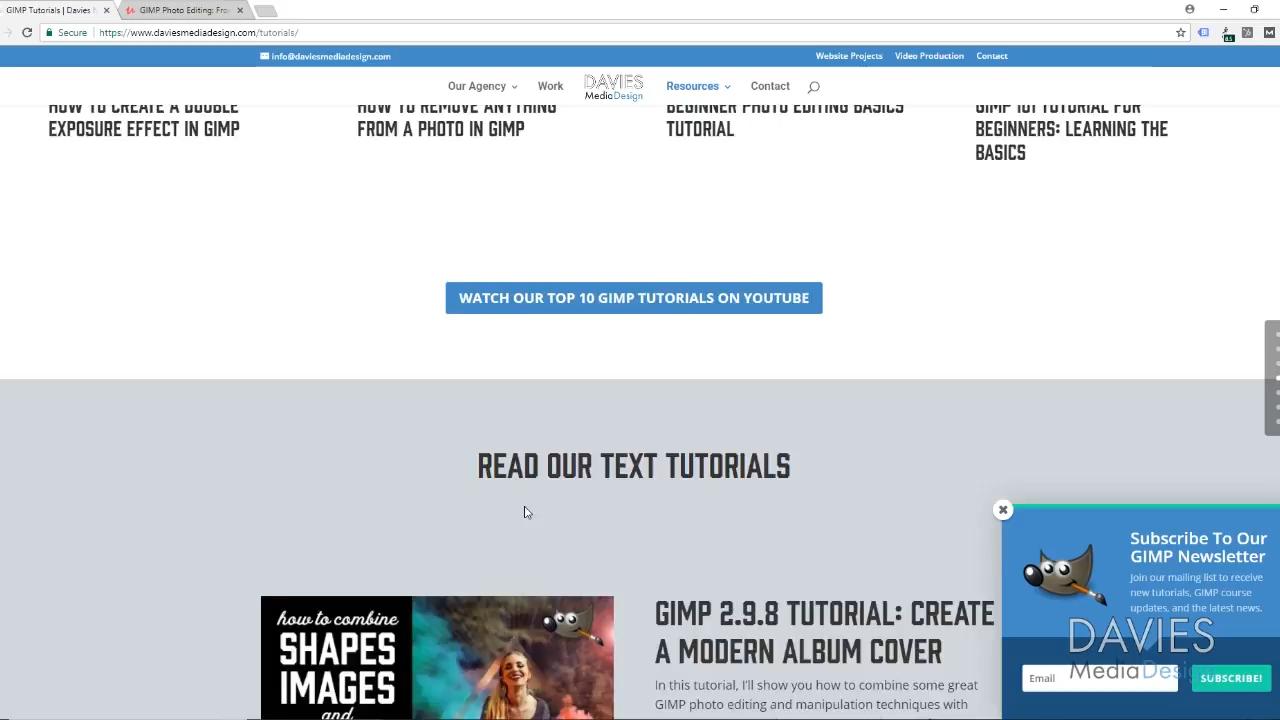 GIMP Tutorials | Davies
GIMP Photo Editing: Fro
Secure
https://www.daviesmediadesign.com/tutorials/
info@daviesmediadesign.com
Website Projects
Video Production
Contact
Our Agency
Work
DAVIES
MediaDesign
Resources
Contact
HOW TO CREATE A DOUBLE
EXPOSURE EFFECT IN GIMP
HOW TO REMOVE ANYTHING
FROM A PHOTO IN GIMP
BEGINNER PHOTO EDITING BASICS
TUTORIAL
GIMP 101 TUTORIAL FOR
BEGINNERS: LEARNING THE
BASICS
WATCH OUR TOP 10 GIMP TUTORIALS ON YOUTUBE
READ OUR TEXT TUTORIALS
how to combine
SHAPES
IMAGES
and
GIMP 2.9.8 TUTORIAL: CREATE
A MODERN ALBUM COVER
In this tutorial, I'll show you how to combine some great
GIMP photo editing and manipulation techniques with
Subscribe To Our
GIMP Newsletter
Join our mailing list to receive
new tutorials, GIMP course
updates, and the latest news.
Email
SUBSCRIBE!
DAVIES
MediaDesign